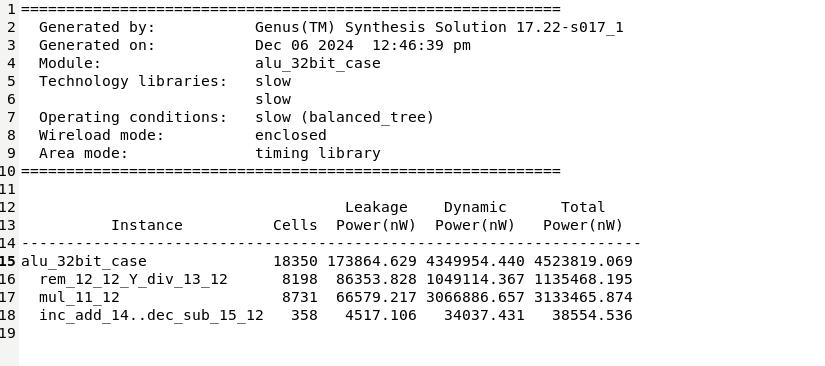 1 ============================================================
2   Generated by:           Genus(TM) Synthesis Solution 17.22-s017_1
3   Generated on:           Dec 06 2024  12:46:39 pm
4   Module:                 alu_32bit_case
5   Technology libraries:   slow
6                           slow
7   Operating conditions:   slow (balanced_tree)
8   Wireload mode:          enclosed
9   Area mode:              timing library
10 ============================================================
11
12                                     Leakage    Dynamic      Total
13           Instance          Cells  Power(nW)  Power(nW)  Power(nW)
14 ---------------------------------------------------------------------
15 alu_32bit_case              18350 173864.629 4349954.440 4523819.069
16   rem_12_12_Y_div_13_12      8198  86353.828 1049114.367 1135468.195
17   mul_11_12                  8731  66579.217 3066886.657 3133465.874
18   inc_add_14..dec_sub_15_12   358   4517.106   34037.431   38554.536
19